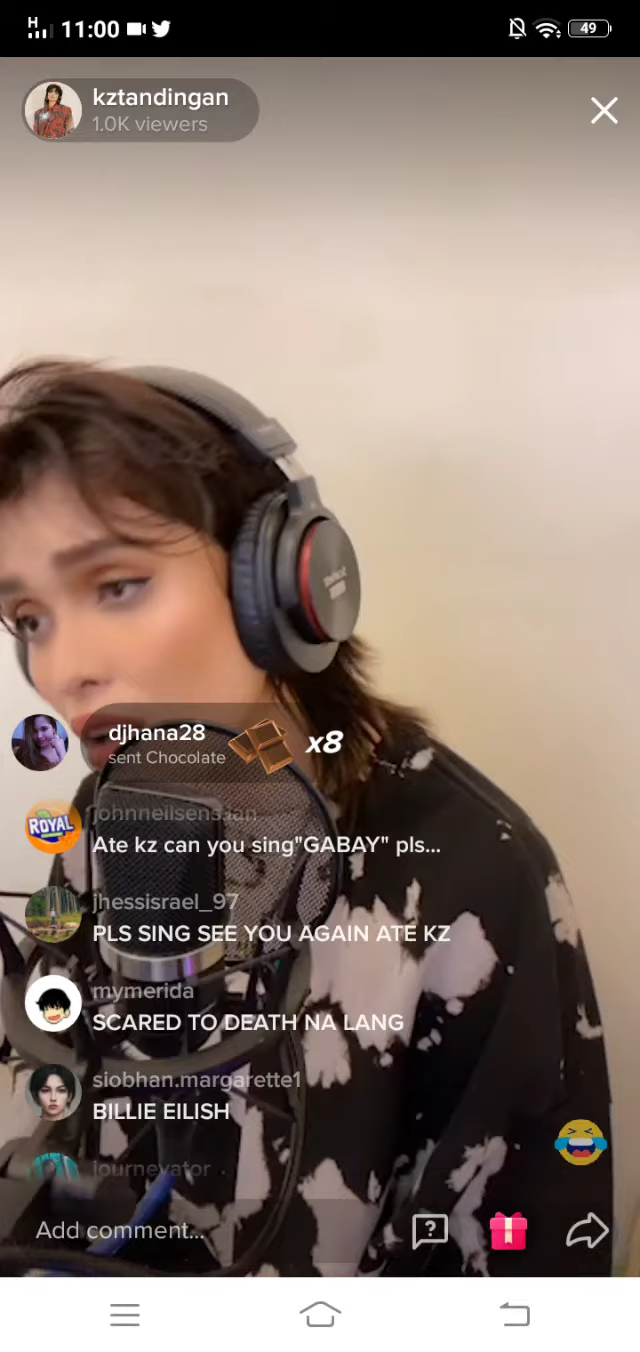 H
11:00
49
kztandingan
1.0K viewers
djhana28
sent Chocolate
x8
ROYAL
Ate kz can you sing"GABAY" pls...
jhessisrael_97
PLS SING SEE YOU AGAIN ATE KZ
mymerida
SCARED TO DEATH NA LANG
siobhan.margarette1
BILLIE EILISH
journeyator
Add comment...
?